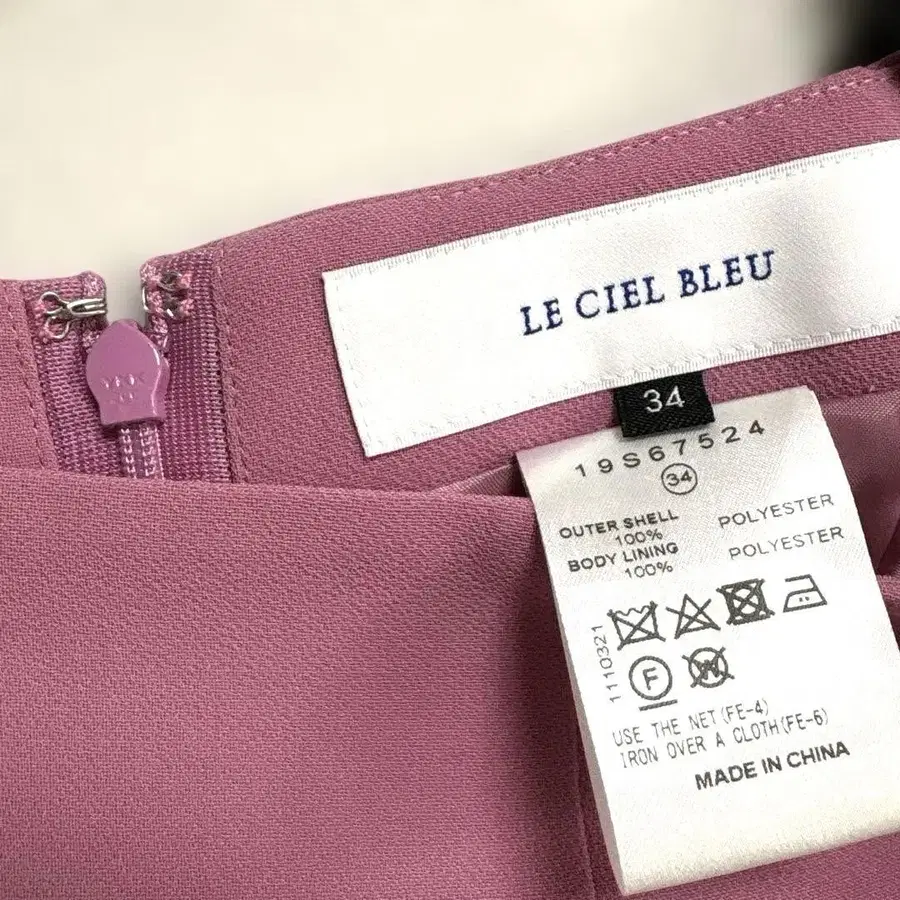 LE CIEL BLEU
34
19S67524
34
OUTER SHELL POLYESTER
100%
BODY LINING POLYESTER
100%
1110321
F
W
USE THE NET(FE-4)
IRON OVER A CLOTH(FE-6)
MADE IN CHINA